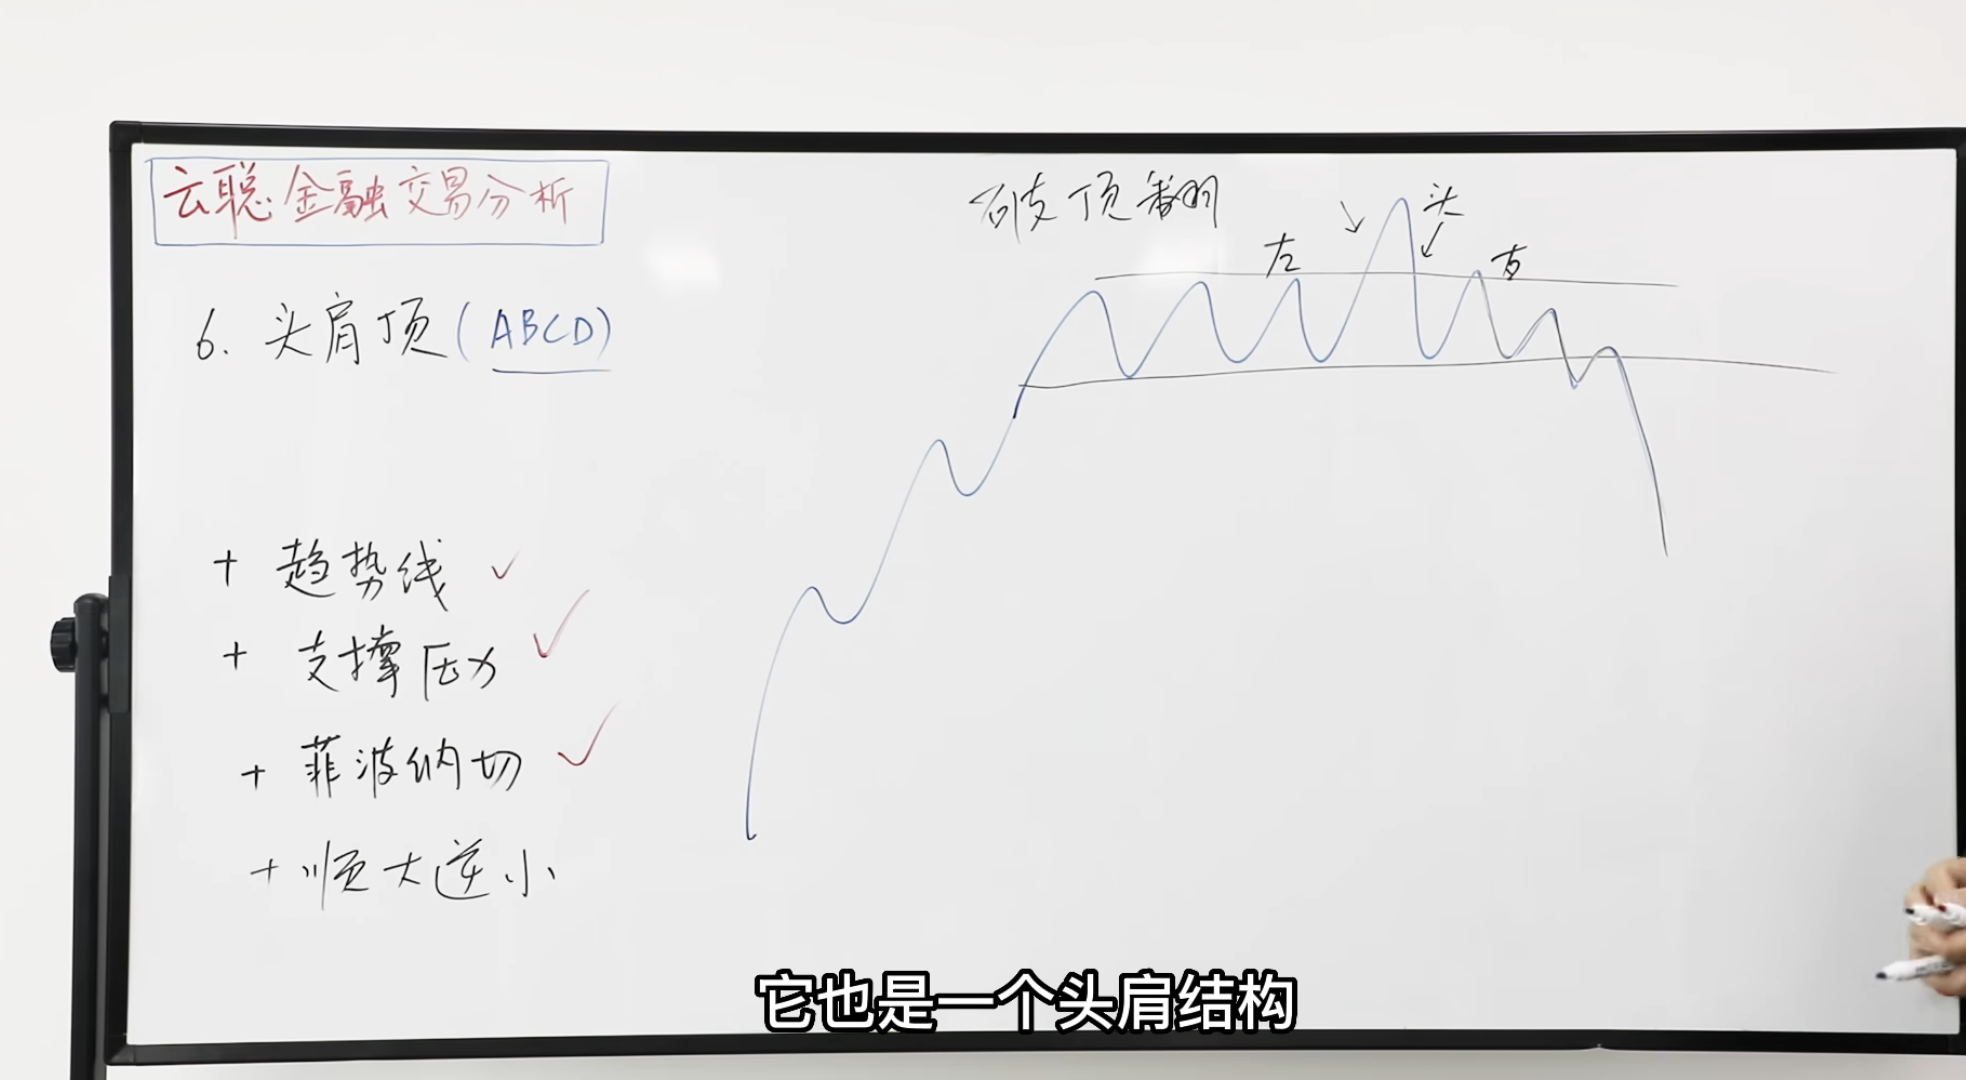 云聪金融交易分析
破顶翻
头
左
右
6. 头肩顶(ABCD)
+ 趋势线 ✓
+ 支撑压力 ✓
+ 菲波纳切 ✓
+ 顺大逆小
它也是一个头肩结构